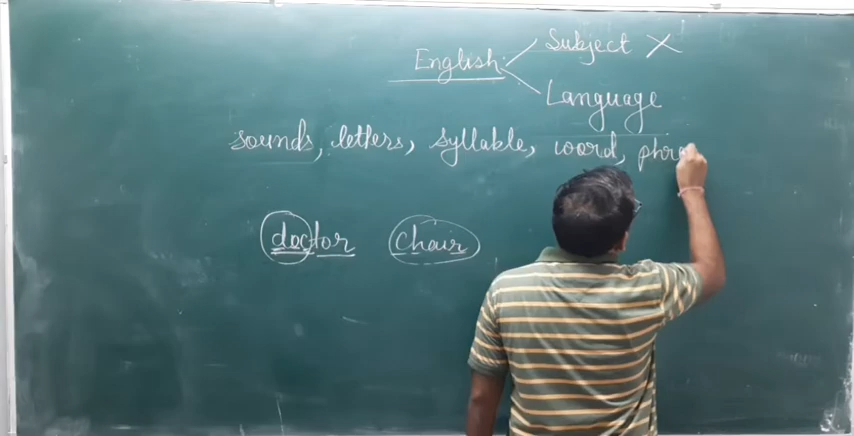 English Subject X
Language
sounds, letters, syllable, word, phra
doctor chair